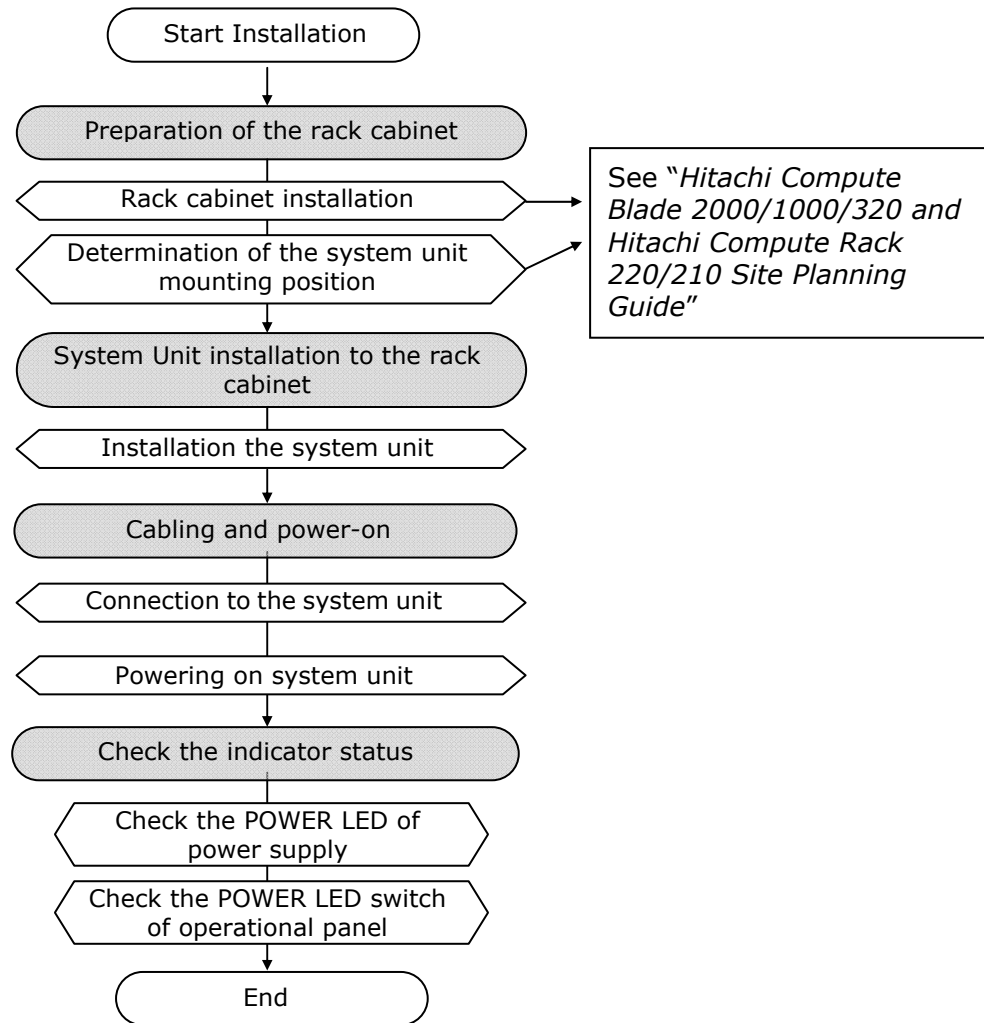 Start Installation
Preparation of the rack cabinet
Rack cabinet installation
Determination of the system unit
mounting position
See “Hitachi Compute
Blade 2000/1000/320 and
Hitachi Compute Rack
220/210 Site Planning
Guide”
System Unit installation to the rack
cabinet
Installation the system unit
Cabling and power-on
Connection to the system unit
Powering on system unit
Check the indicator status
Check the POWER LED of
power supply
Check the POWER LED switch
of operational panel
End